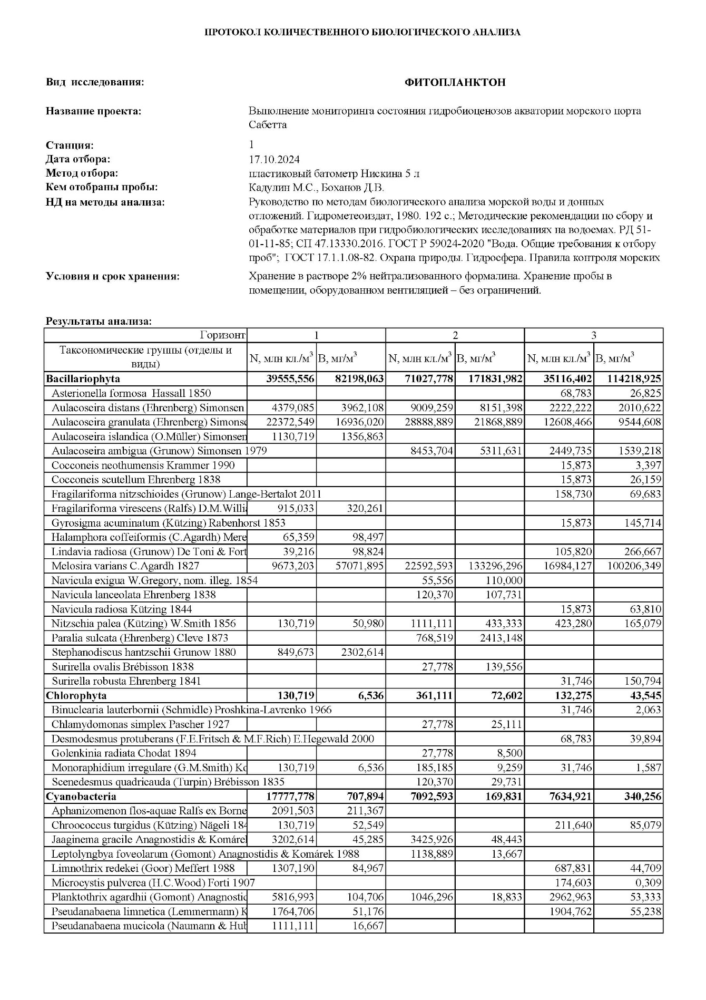 ПРОТОКОЛ КОЛИЧЕСТВЕННОГО БИОЛОГИЧЕСКОГО АНАЛИЗА
Вид исследования: ФИТОПЛАНКТОН
Название проекта: Выполнение мониторинга состояния гидробиоценозов акватории морского порта
Сабетта
Станция: 1
Дата отбора: 17.10.2024
Метод отбора: пластиковый батометр Нискина 5 л
Кем отобраны пробы: Кадулин М.С., Боханов Д.В.
НД на методы анализа: Руководство по методам биологического анализа морской воды и донных
отложений. Гидрометеоиздат, 1980. 192 с.; Методические рекомендации по сбору и
обработке материалов при гидробиологических исследованиях на водоемах. РД 51-
01-11-85; СП 47.13330.2016. ГОСТ Р 59024-2020 "Вода. Общие требования к отбору
проб"; ГОСТ 17.1.1.08-82. Охрана природы. Гидросфера. Правила контроля морских
Условия и срок хранения: Хранение в растворе 2% нейтрализованного формалина. Хранение пробы в
помещении, оборудованном вентиляцией – без ограничений.
Результаты анализа:
Горизонт 1 2 3
Таксономические группы (отделы и
виды) N, млн кл./м³ B, мг/м³ N, млн кл./м³ B, мг/м³ N, млн кл./м³ B, мг/м³
Bacillariophyta 39555,556 82198,063 71027,778 171831,982 35116,402 114218,925
Asterionella formosa Hassall 1850 68,783 26,825
Aulacoseira distans (Ehrenberg) Simonsen 4379,085 3962,108 9009,259 8151,398 2222,222 2010,622
Aulacoseira granulata (Ehrenberg) Simonse 22372,549 16936,020 28888,889 21868,889 12608,466 9544,608
Aulacoseira islandica (O.Müller) Simonsen 1130,719 1356,863
Aulacoseira ambigua (Grunow) Simonsen 1979 8453,704 5311,631 2449,735 1539,218
Cocconeis neothumensis Krammer 1990 15,873 3,397
Cocconeis scutellum Ehrenberg 1838 15,873 26,159
Fragilariforma nitzschioides (Grunow) Lange-Bertalot 2011 158,730 69,683
Fragilariforma virescens (Ralfs) D.M.Willia 915,033 320,261
Gyrosigma acuminatum (Kützing) Rabenhorst 1853 15,873 145,714
Halamphora coffeiformis (C.Agardh) Mere 65,359 98,497
Lindavia radiosa (Grunow) De Toni & Fort 39,216 98,824 105,820 266,667
Melosira varians C.Agardh 1827 9673,203 57071,895 22592,593 133296,296 16984,127 100206,349
Navicula exigua W.Gregory, nom. illeg. 1854 55,556 110,000
Navicula lanceolata Ehrenberg 1838 120,370 107,731
Navicula radiosa Kützing 1844 15,873 63,810
Nitzschia palea (Kützing) W.Smith 1856 130,719 50,980 1111,111 433,333 423,280 165,079
Paralia sulcata (Ehrenberg) Cleve 1873 768,519 2413,148
Stephanodiscus hantzschii Grunow 1880 849,673 2302,614
Surirella ovalis Brébisson 1838 27,778 139,556
Surirella robusta Ehrenberg 1841 31,746 150,794
Chlorophyta 130,719 6,536 361,111 72,602 132,275 43,545
Binuclearia lauterbornii (Schmidle) Proshkina-Lavrenko 1966 31,746 2,063
Chlamydomonas simplex Pascher 1927 27,778 25,111
Desmodesmus protuberans (F.E.Fritsch & M.F.Rich) E.Hegewald 2000 68,783 39,894
Golenkinia radiata Chodat 1894 27,778 8,500
Monoraphidium irregulare (G.M.Smith) Ko 130,719 6,536 185,185 9,259 31,746 1,587
Scenedesmus quadricauda (Turpin) Brébisson 1835 120,370 29,731
Cyanobacteria 17777,778 707,894 7092,593 169,831 7634,921 340,256
Aphanizomenon flos-aquae Ralfs ex Borne 2091,503 211,367
Chroococcus turgidus (Kützing) Nägeli 184 130,719 52,549 211,640 85,079
Jaaginema gracile Anagnostidis & Komárel 3202,614 45,285 3425,926 48,443
Leptolyngbya foveolarum (Gomont) Anagnostidis & Komárek 1988 1138,889 13,667
Limnothrix redekei (Goor) Meffert 1988 1307,190 84,967 687,831 44,709
Microcystis pulverea (H.C.Wood) Forti 1907 174,603 0,309
Planktothrix agardhii (Gomont) Anagnostid 5816,993 104,706 1046,296 18,833 2962,963 53,333
Pseudanabaena limnetica (Lemmermann) K 1764,706 51,176 1904,762 55,238
Pseudanabaena mucicola (Naumann & Hub 1111,111 16,667